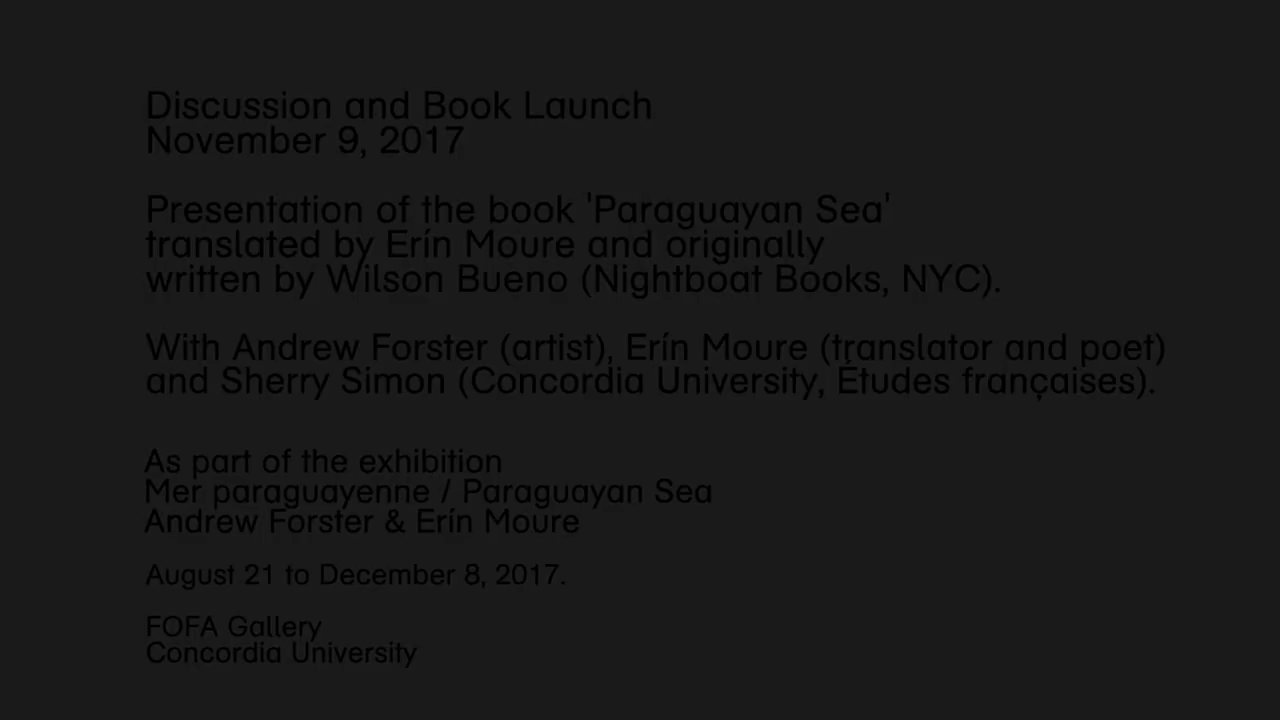 Discussion and Book Launch
November 9, 2017
Presentation of the book 'Paraguayan Sea'
translated by Erín Moure and originally
written by Wilson Bueno (Nightboat Books, NYC).
With Andrew Forster (artist), Erín Moure (translator and poet)
and Sherry Simon (Concordia University, Études françaises).
As part of the exhibition
Mer paraguayenne / Paraguayan Sea
Andrew Forster & Erín Moure
August 21 to December 8, 2017.
FOFA Gallery
Concordia University